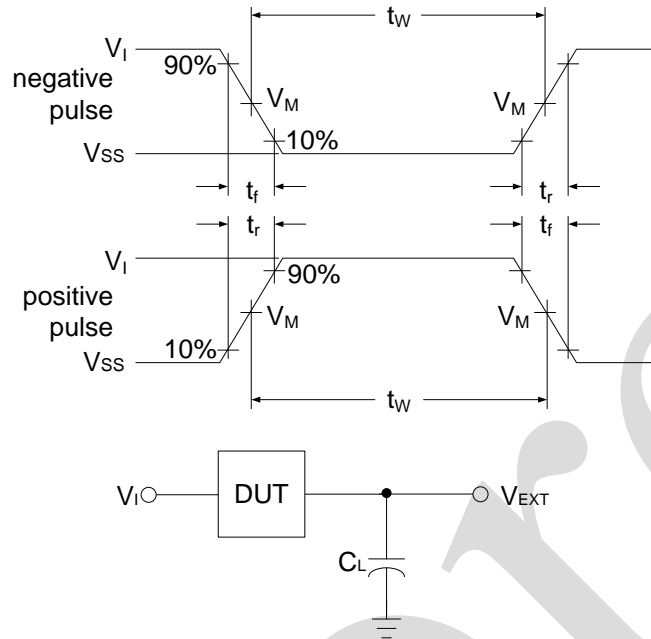 tW
VI
90%
negative
pulse
VM
VM
10%
VSS
tf
tr
tr
tf
VI
90%
positive
pulse
VM
VM
10%
VSS
tW
VI
DUT
VEXT
CL